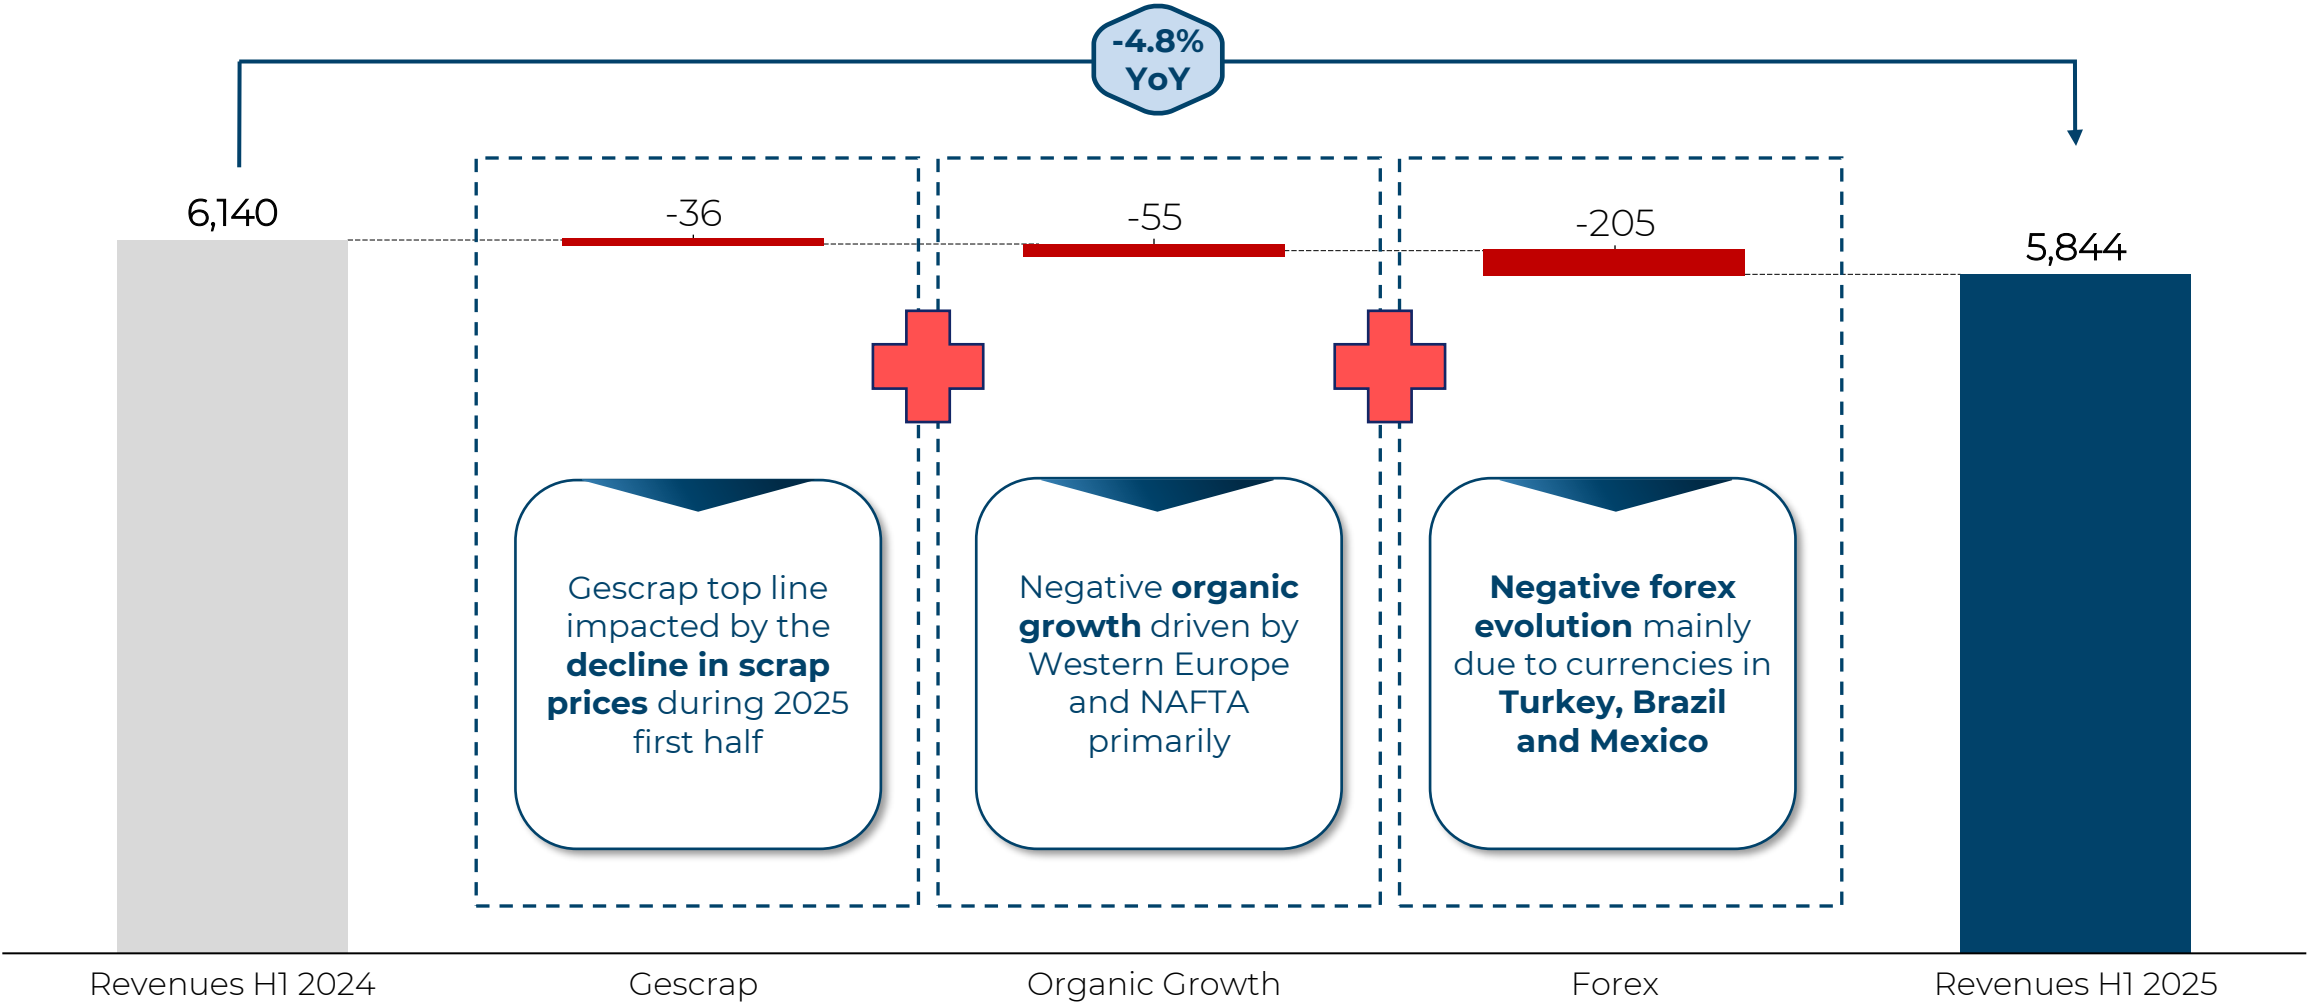 -4.8%
YoY
6,140
-36
-55
-205
5,844
Gescrap top line
impacted by the
decline in scrap
prices during 2025
first half
Negative organic
growth driven by
Western Europe
and NAFTA
primarily
Negative forex
evolution mainly
due to currencies in
Turkey, Brazil
and Mexico
Revenues H1 2024
Gescrap
Organic Growth
Forex
Revenues H1 2025